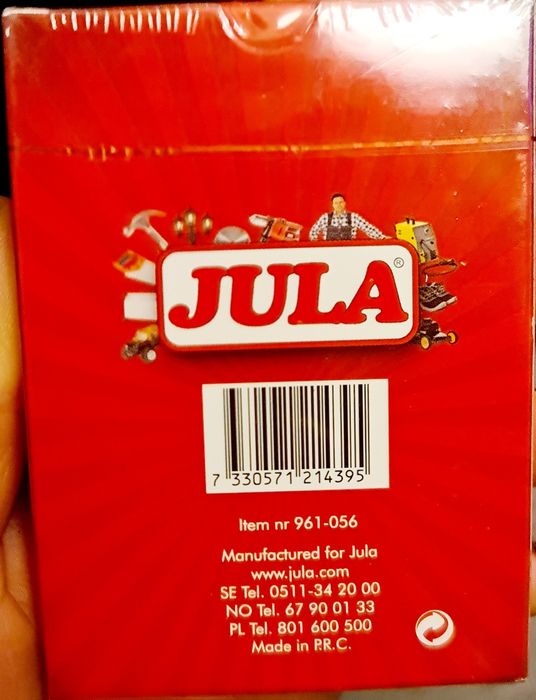 JULA®
7 330571 214395
Item nr 961-056
Manufactured for Jula
www.jula.com
SE Tel. 0511-34 20 00
NO Tel. 67 90 01 33
PL Tel. 801 600 500
Made in P.R.C.